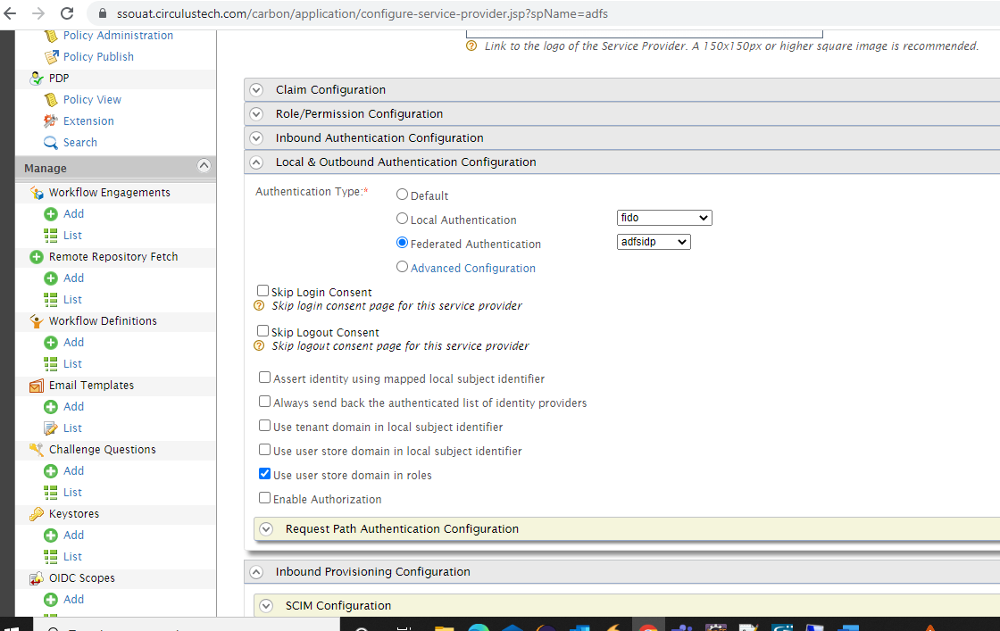 ssouat.circulustech.com/carbon/application/configure-service-provider.jsp?spName=adfs
Policy Administration
Policy Publish
PDP
Policy View
Extension
Search
Manage
Workflow Engagements
Add
List
Remote Repository Fetch
Add
List
Workflow Definitions
Add
List
Email Templates
Add
List
Challenge Questions
Add
List
Keystores
Add
List
OIDC Scopes
Add
Link to the logo of the Service Provider. A 150x150px or higher square image is recommended.
Claim Configuration
Role/Permission Configuration
Inbound Authentication Configuration
Local & Outbound Authentication Configuration
Authentication Type:*
Default
Local Authentication
fido
Federated Authentication
adfsidp
Advanced Configuration
Skip Login Consent
Skip login consent page for this service provider
Skip Logout Consent
Skip logout consent page for this service provider
Assert identity using mapped local subject identifier
Always send back the authenticated list of identity providers
Use tenant domain in local subject identifier
Use user store domain in local subject identifier
Use user store domain in roles
Enable Authorization
Request Path Authentication Configuration
Inbound Provisioning Configuration
SCIM Configuration